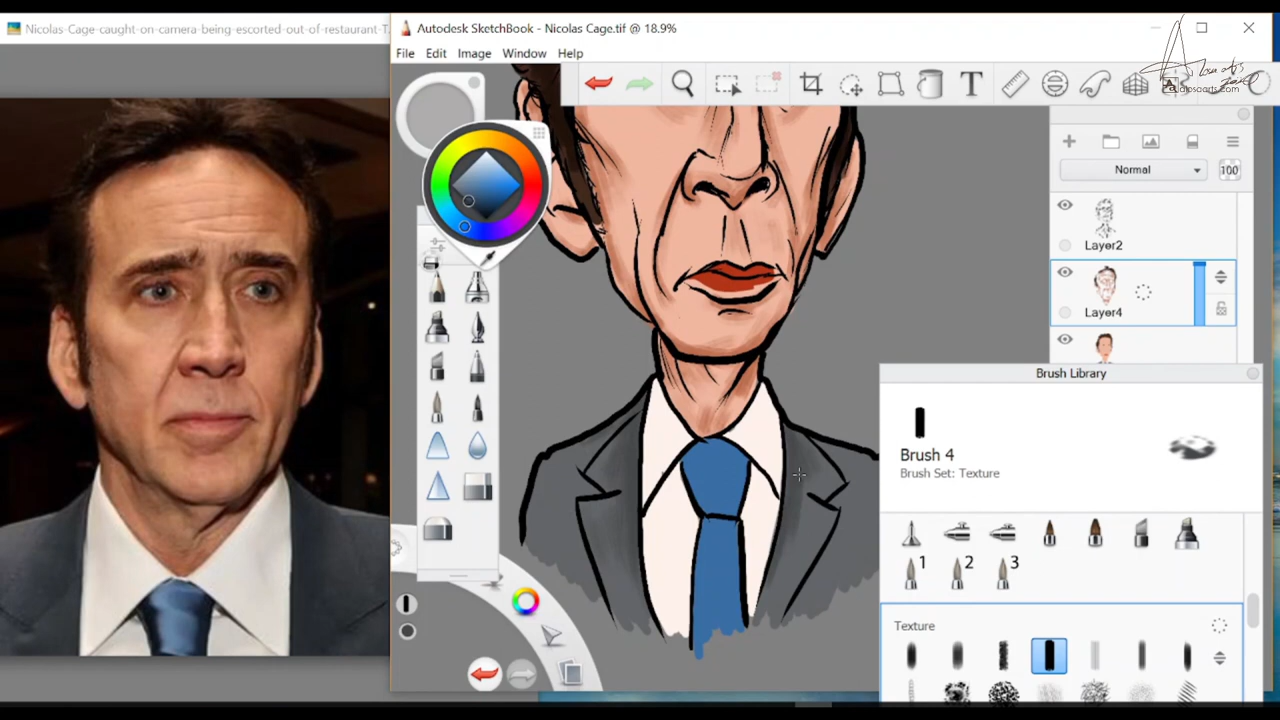 Nicolas Cage caught on camera being escorted out of restaurant T...
Autodesk SketchBook - Nicolas Cage.tif @ 18.9%
File Edit Image Window Help
T
Normal
100
Layer2
Layer4
Brush Library
Brush 4
Brush Set: Texture
1 2 3
Texture